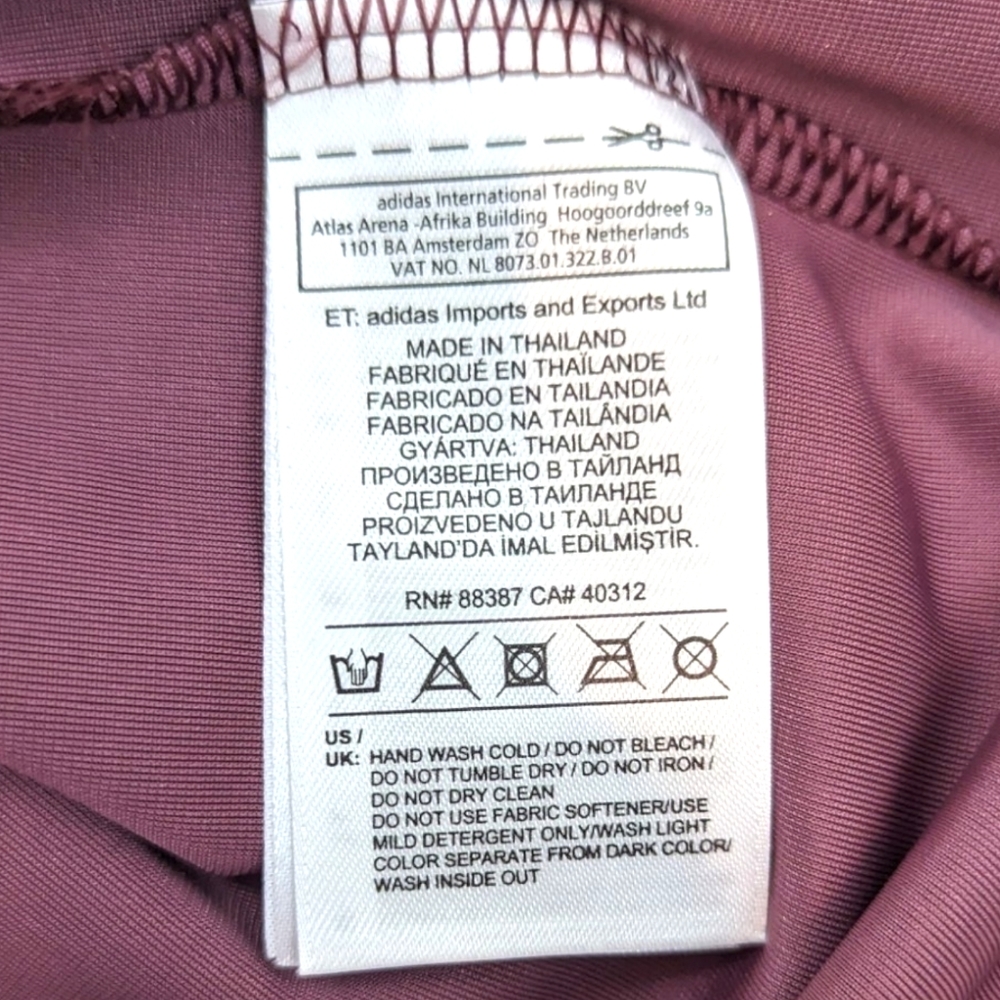 adidas International Trading BV
Atlas Arena -Afrika Building Hoogoorddreef 9a
1101 BA Amsterdam ZO The Netherlands
VAT NO. NL 8073.01.322.B.01
ET: adidas Imports and Exports Ltd
MADE IN THAILAND
FABRIQUÉ EN THAÏLANDE
FABRICADO EN TAILANDIA
FABRICADO NA TAILÂNDIA
GYÁRTVA: THAILAND
ПРОИЗВЕДЕНО В ТАЙЛАНД
СДЕЛАНО В ТАИЛАНДЕ
PROIZVEDENO U TAJLANDU
TAYLAND'DA İMAL EDİLMİŞTİR.
RN# 88387 CA# 40312
US /
UK: HAND WASH COLD / DO NOT BLEACH /
DO NOT TUMBLE DRY / DO NOT IRON /
DO NOT DRY CLEAN
DO NOT USE FABRIC SOFTENER/USE
MILD DETERGENT ONLY/WASH LIGHT
COLOR SEPARATE FROM DARK COLOR/
WASH INSIDE OUT